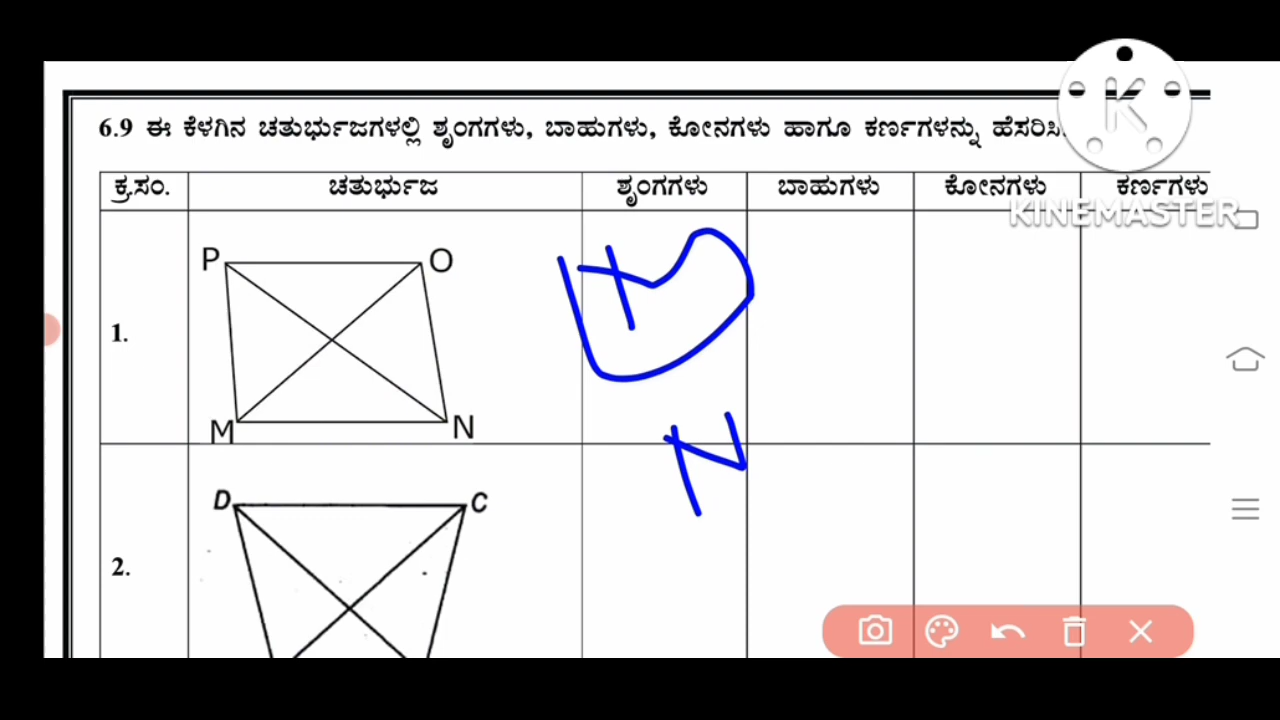 6.9 ಈ ಕೆಳಗಿನ ಚತುರ್ಭುಜಗಳಲ್ಲಿ ಶೃಂಗಗಳು, ಬಾಹುಗಳು, ಕೋನಗಳು ಹಾಗೂ ಕರ್ಣಗಳನ್ನು ಹೆಸರಿಸಿ
ಕ್ರ.ಸಂ. ಚತುರ್ಭುಜ ಶೃಂಗಗಳು ಬಾಹುಗಳು ಕೋನಗಳು ಕರ್ಣಗಳು
KINEMASTER
P O
1.
M N
N
D C
2.